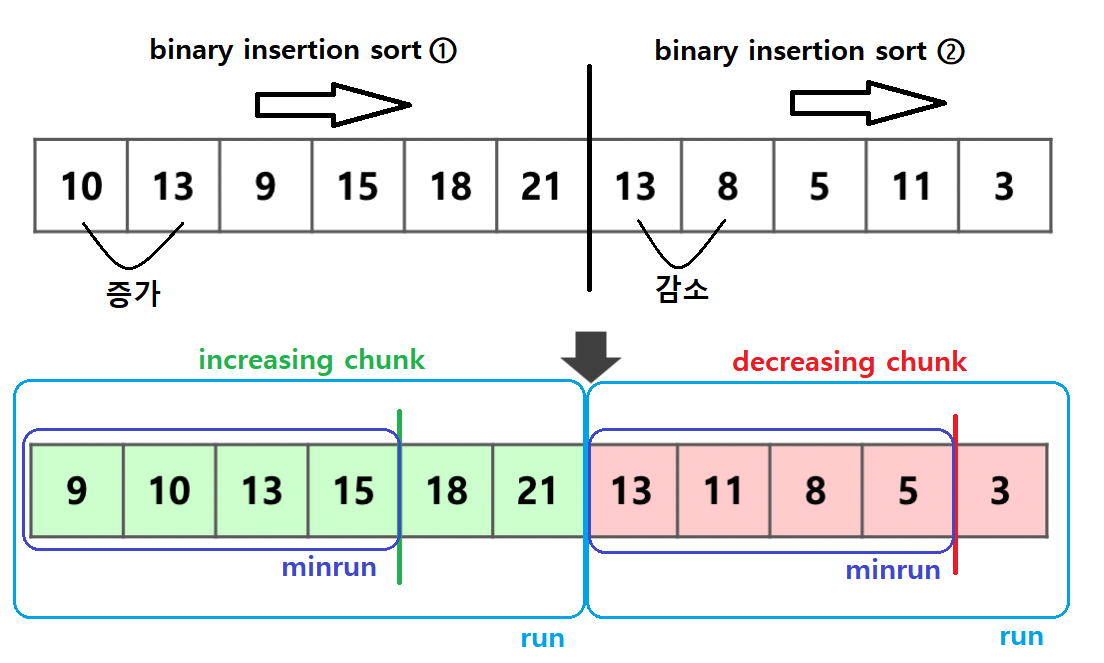 binary insertion sort ①
binary insertion sort ②
10 13 9 15 18 21 13 8 5 11 3
증가
감소
increasing chunk
decreasing chunk
9 10 13 15 18 21 13 11 8 5 3
minrun
minrun
run
run